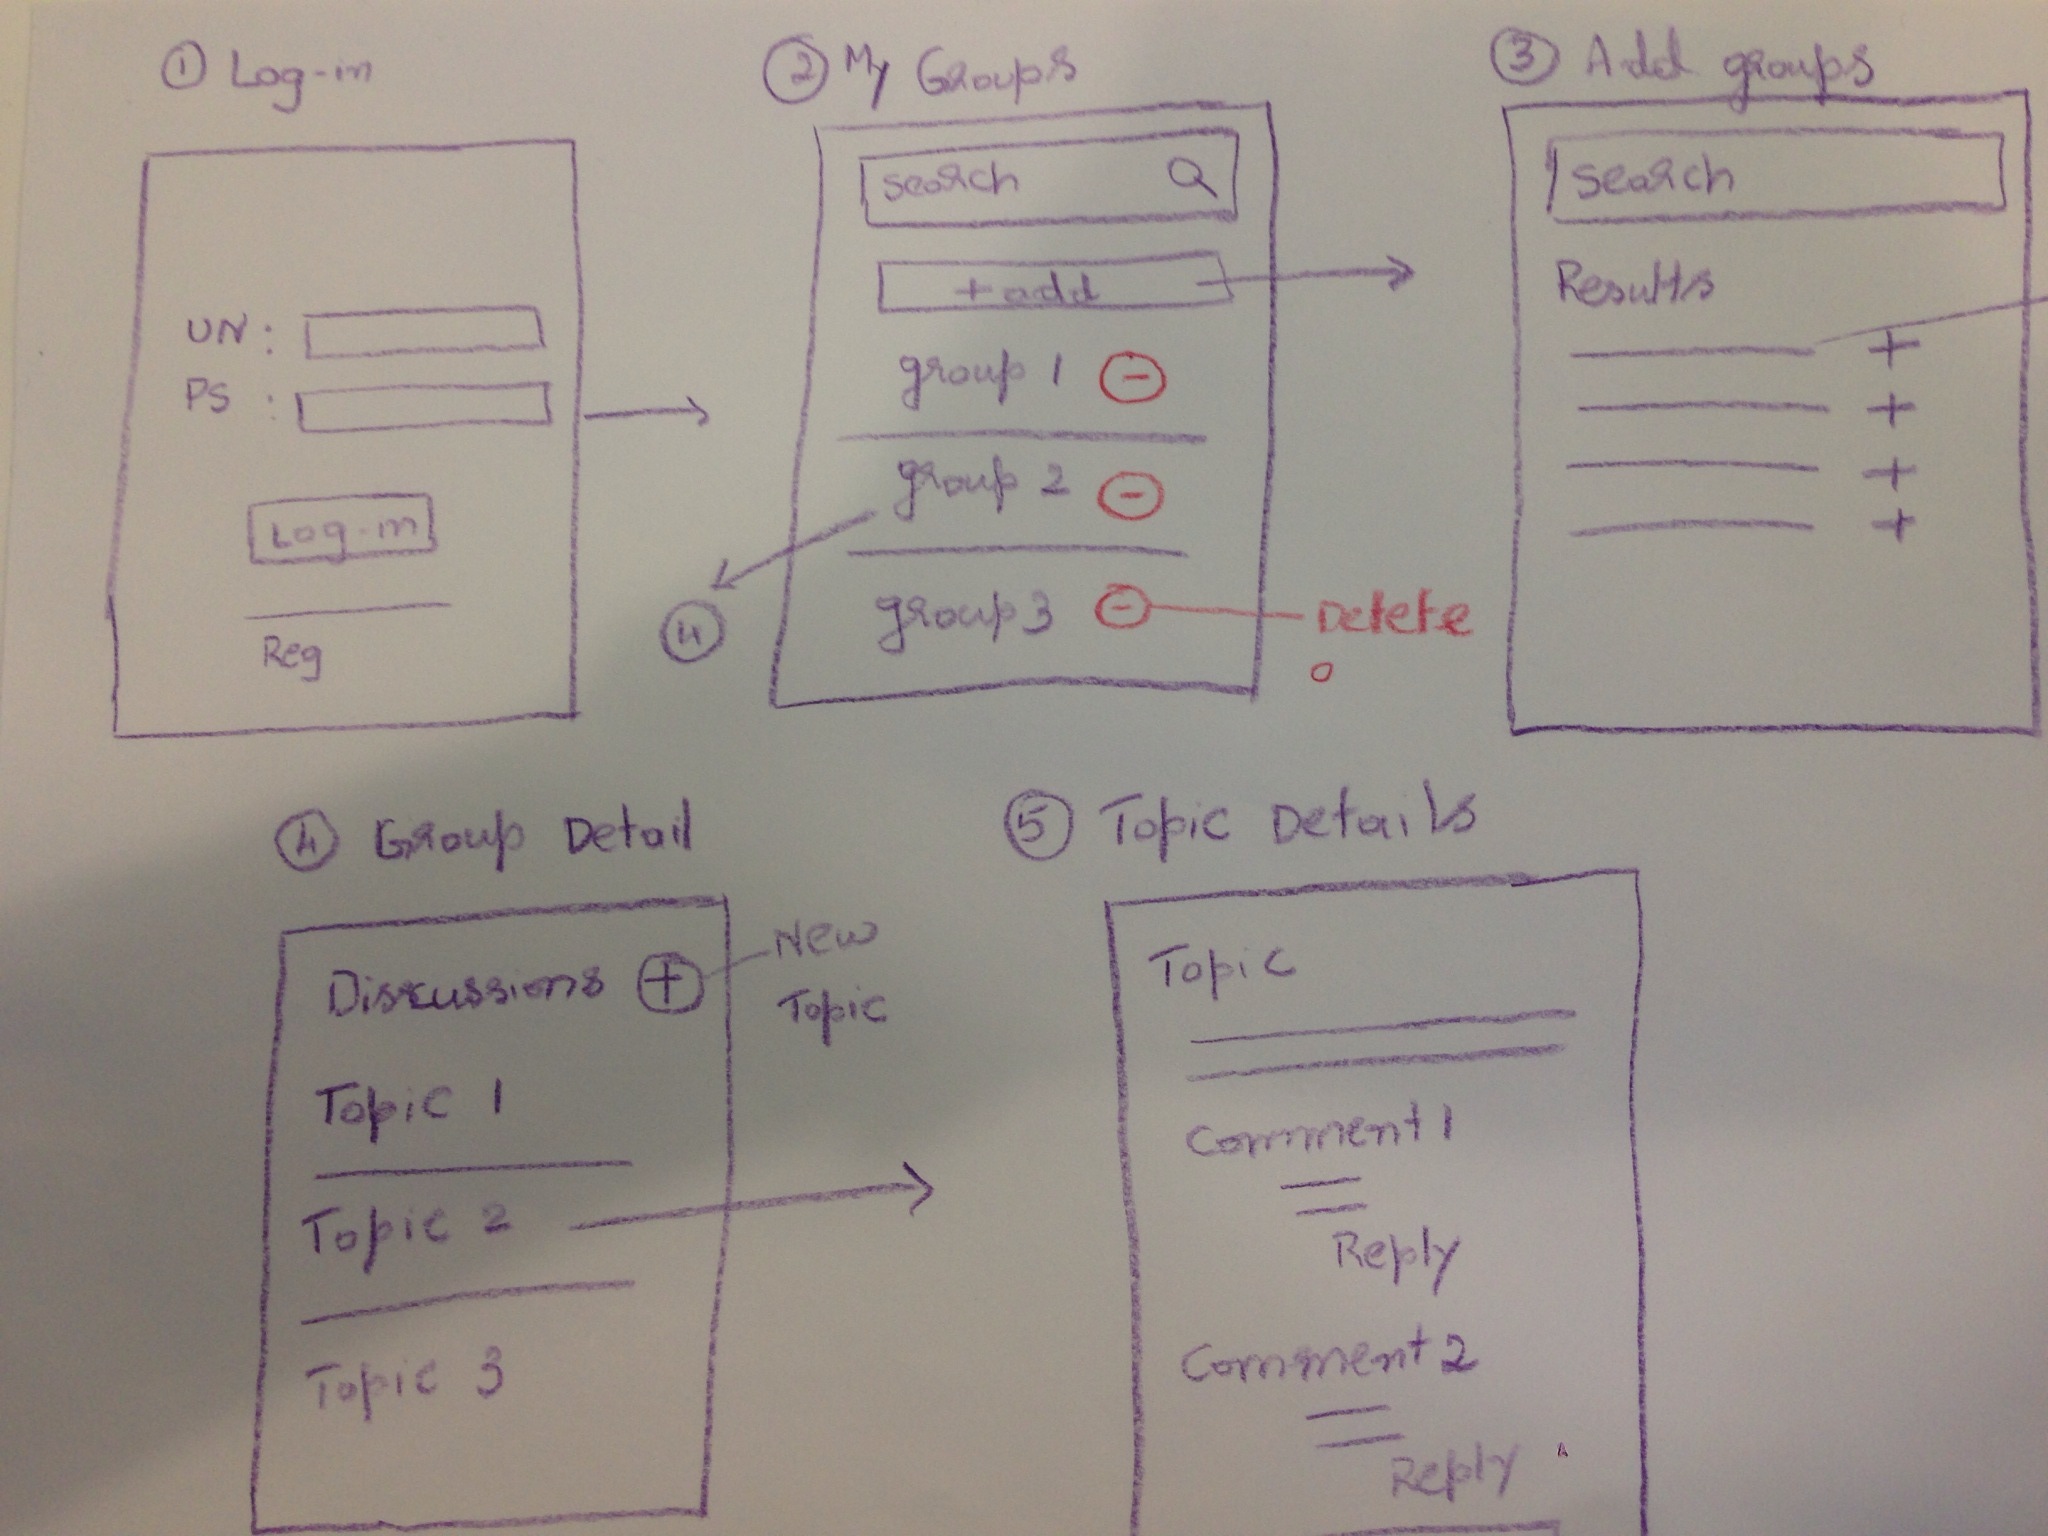 ① Log-in
UN :
PS :
Log-in
Reg
② My Groups
search
+ add
group 1 -
group 2 -
group 3 -
Delete
④
③ Add groups
search
Results
+
+
+
+
④ Group Detail
Discussions +
New
Topic
Topic 1
Topic 2
Topic 3
⑤ Topic Details
Topic
Comment 1
Reply
Comment 2
Reply